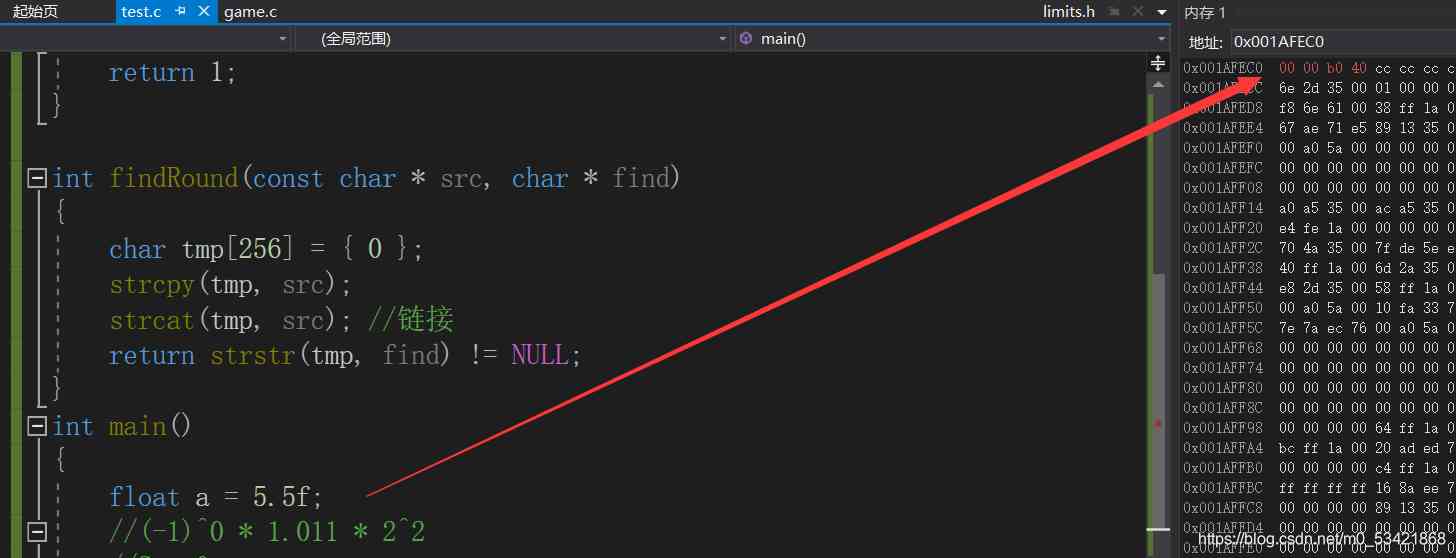 起始页 test.c game.c limits.h
(全局范围) main()
return 1;
}
int findRound(const char * src, char * find)
{
char tmp[256] = { 0 };
strcpy(tmp, src);
strcat(tmp, src); //链接
return strstr(tmp, find) != NULL;
}
int main()
{
float a = 5.5f;
//(-1)^0 * 1.011 * 2^2
内存 1
地址: 0x001AFEC0
0x001AFEC0 00 00 b0 40 cc cc cc c
6e 2d 35 00 01 00 00 0
0x001AFED8 f8 6e 61 00 38 ff 1a 0
0x001AFEE4 67 ae 71 e5 89 13 35 0
0x001AFEF0 00 a0 5a 00 00 00 00 0
0x001AFEFC 00 00 00 00 00 00 00 0
0x001AFF08 00 00 00 00 00 00 00 0
0x001AFF14 a0 a5 35 00 ac a5 35 0
0x001AFF20 e4 fe 1a 00 00 00 00 0
0x001AFF2C 70 4a 35 00 7f de 5e e
0x001AFF38 40 ff 1a 00 6d 2a 35 0
0x001AFF44 e8 2d 35 00 58 ff 1a 0
0x001AFF50 00 a0 5a 00 10 fa 33 7
0x001AFF5C 7e 7a ec 76 00 a0 5a 0
0x001AFF68 00 00 00 00 00 00 00 0
0x001AFF74 00 00 00 00 00 00 00 0
0x001AFF80 00 00 00 00 00 00 00 0
0x001AFF8C 00 00 00 00 00 00 00 0
0x001AFF98 00 00 00 00 64 ff 1a 0
0x001AFFA4 bc ff 1a 00 20 ad ed 7
0x001AFFB0 00 00 00 00 c4 ff 1a 0
0x001AFFBC ff ff ff ff 16 8a ee 7
0x001AFFC8 00 00 00 00 89 13 35 0
0x001AFFD4 00 00 00 00 00 00 00 0
https://blog.csdn.net/m0_53421868